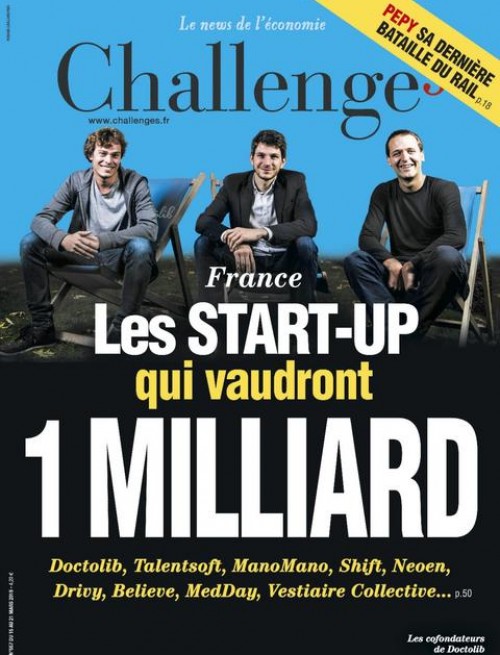 Le news de l'économie
PEPY SA DERNIÈRE
BATAILLE DU RAIL
p.18
Challenges
www.challenges.fr
France
Les START-UP
qui vaudront
1 MILLIARD
Doctolib, Talentsoft, ManoMano, Shift, Neoen,
Drivy, Believe, MedDay, Vestiaire Collective... p.50
Les cofondateurs
de Doctolib